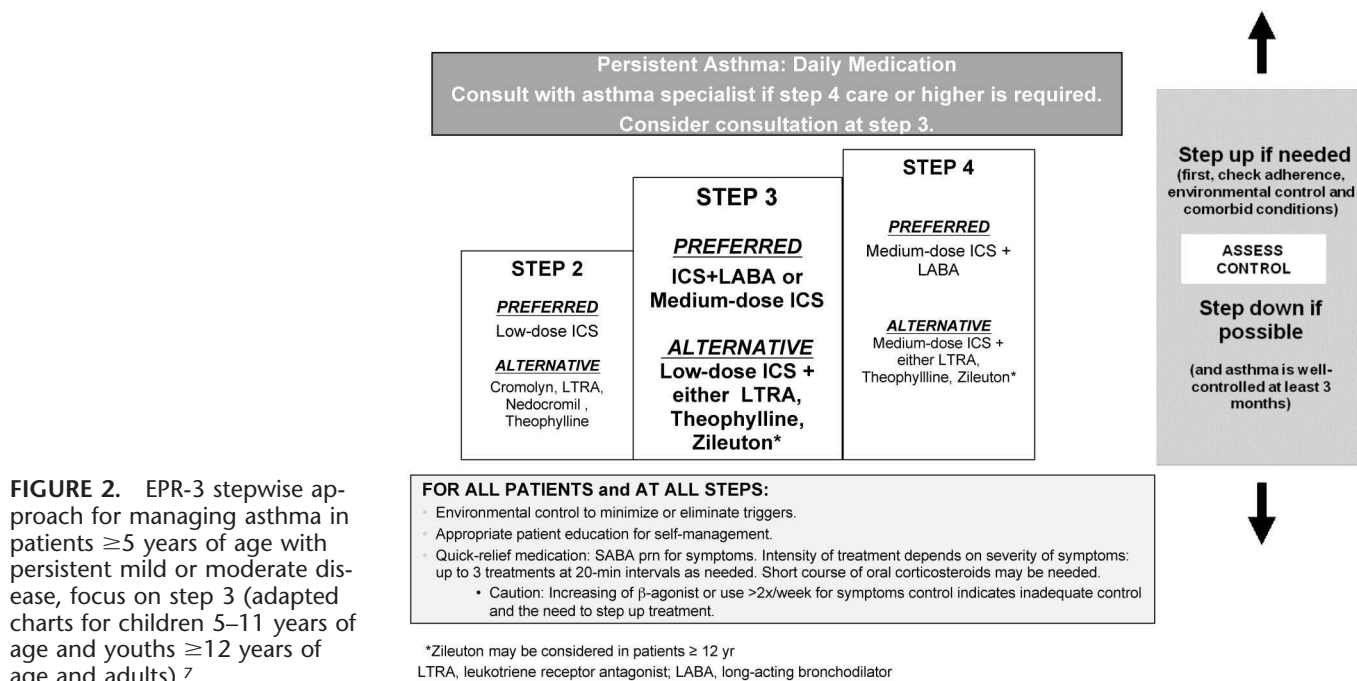 Persistent Asthma: Daily Medication
Consult with asthma specialist if step 4 care or higher is required.
Consider consultation at step 3.
STEP 2
PREFERRED
Low-dose ICS
ALTERNATIVE
Cromolyn, LTRA,
Nedocromil ,
Theophylline
STEP 3
PREFERRED
ICS+LABA or
Medium-dose ICS
ALTERNATIVE
Low-dose ICS +
either LTRA,
Theophylline,
Zileuton*
STEP 4
PREFERRED
Medium-dose ICS +
LABA
ALTERNATIVE
Medium-dose ICS +
either LTRA,
Theophyllline, Zileuton*
Step up if needed
(first, check adherence,
environmental control and
comorbid conditions)
ASSESS
CONTROL
Step down if
possible
(and asthma is well-
controlled at least 3
months)
FOR ALL PATIENTS and AT ALL STEPS:
• Environmental control to minimize or eliminate triggers.
• Appropriate patient education for self-management.
• Quick-relief medication: SABA prn for symptoms. Intensity of treatment depends on severity of symptoms:
up to 3 treatments at 20-min intervals as needed. Short course of oral corticosteroids may be needed.
• Caution: Increasing of β-agonist or use >2x/week for symptoms control indicates inadequate control
and the need to step up treatment.
*Zileuton may be considered in patients ≥ 12 yr
LTRA, leukotriene receptor antagonist; LABA, long-acting bronchodilator
FIGURE 2. EPR-3 stepwise ap-
proach for managing asthma in
patients ≥5 years of age with
persistent mild or moderate dis-
ease, focus on step 3 (adapted
charts for children 5–11 years of
age and youths ≥12 years of
age and adults).7